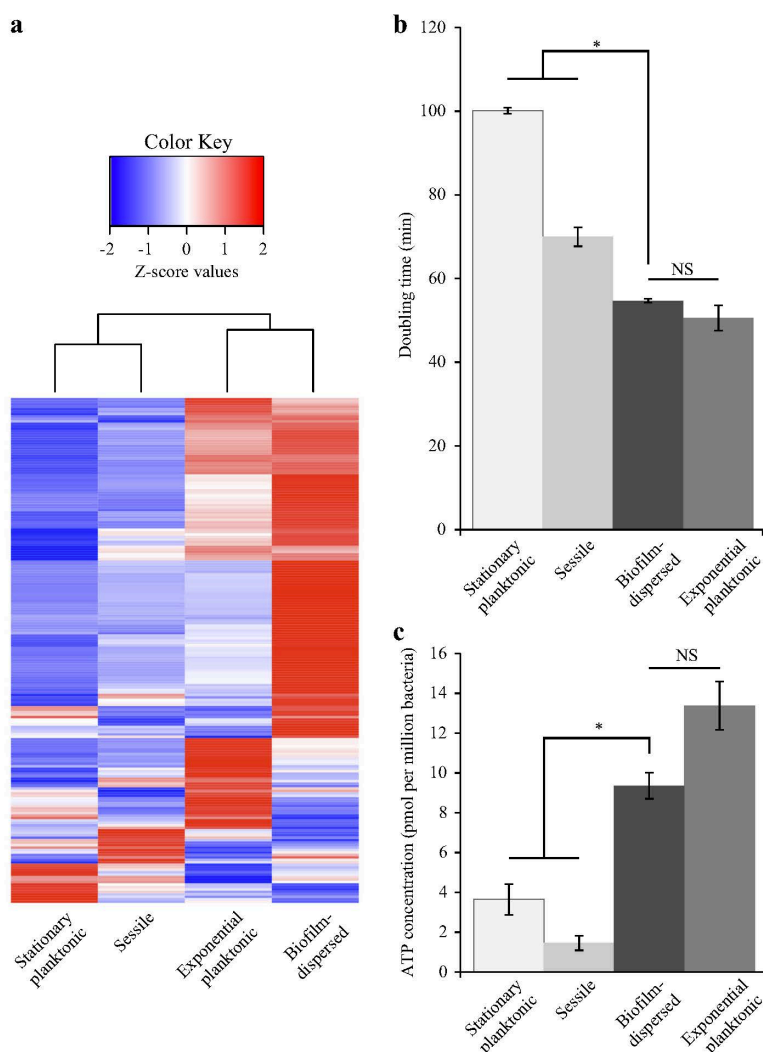 a
Color Key
-2 -1 0 1 2
Z-score values
Stationary
planktonic
Sessile
Exponential
planktonic
Biofilm-
dispersed
b
120
100
80
60
40
20
0
Doubling time (min)
*
NS
Stationary
planktonic
Sessile
Biofilm-
dispersed
Exponential
planktonic
c
16
14
12
10
8
6
4
2
0
ATP concentration (pmol per million bacteria)
NS
*
Stationary
planktonic
Sessile
Biofilm-
dispersed
Exponential
planktonic